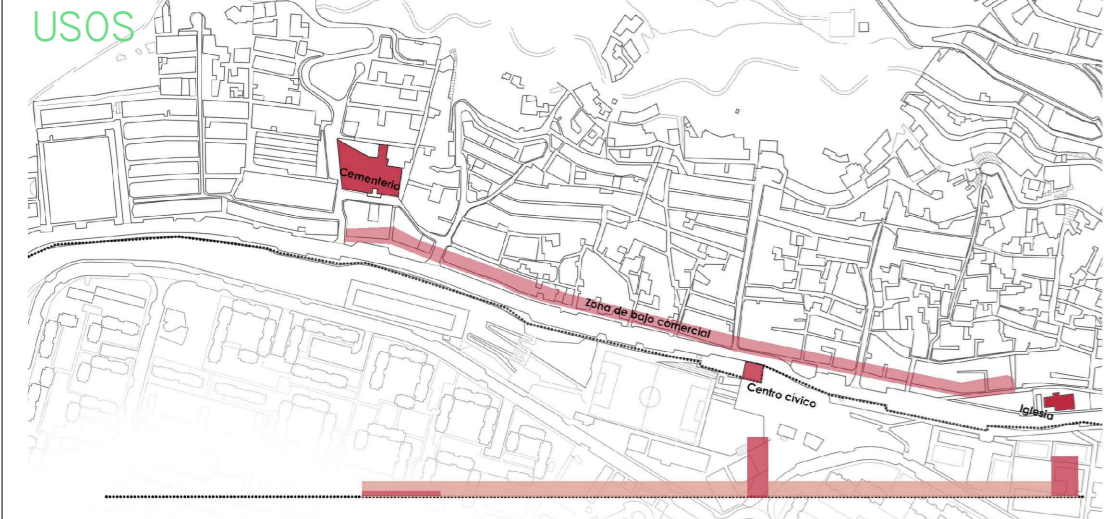 USOS
Cementerio
Zona de bajo comercial
Centro cívico
Iglesia